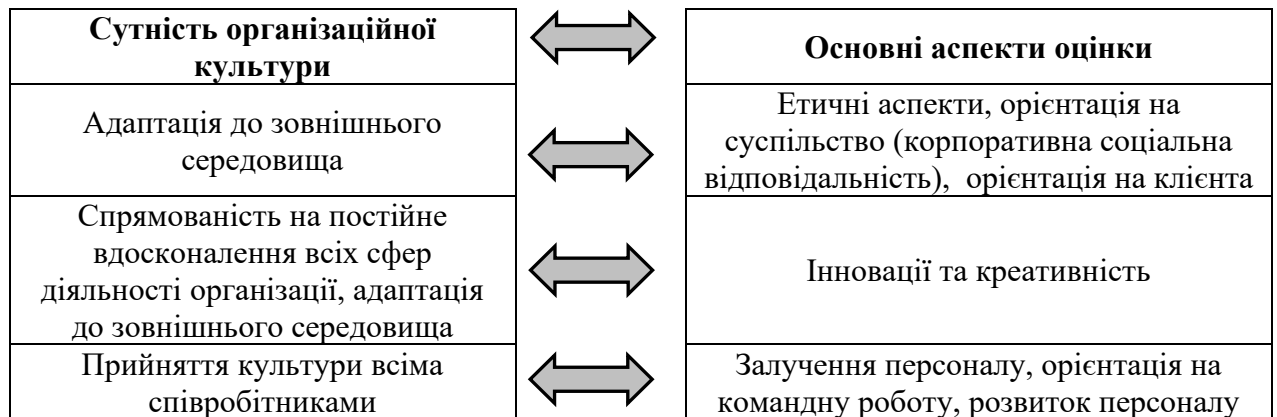 Сутність організаційної
культури
Основні аспекти оцінки
Адаптація до зовнішнього
середовища
Етичні аспекти, орієнтація на
суспільство (корпоративна соціальна
відповідальність), орієнтація на клієнта
Спрямованість на постійне
вдосконалення всіх сфер
діяльності організації, адаптація
до зовнішнього середовища
Інновації та креативність
Прийняття культури всіма
співробітниками
Залучення персоналу, орієнтація на
командну роботу, розвиток персоналу